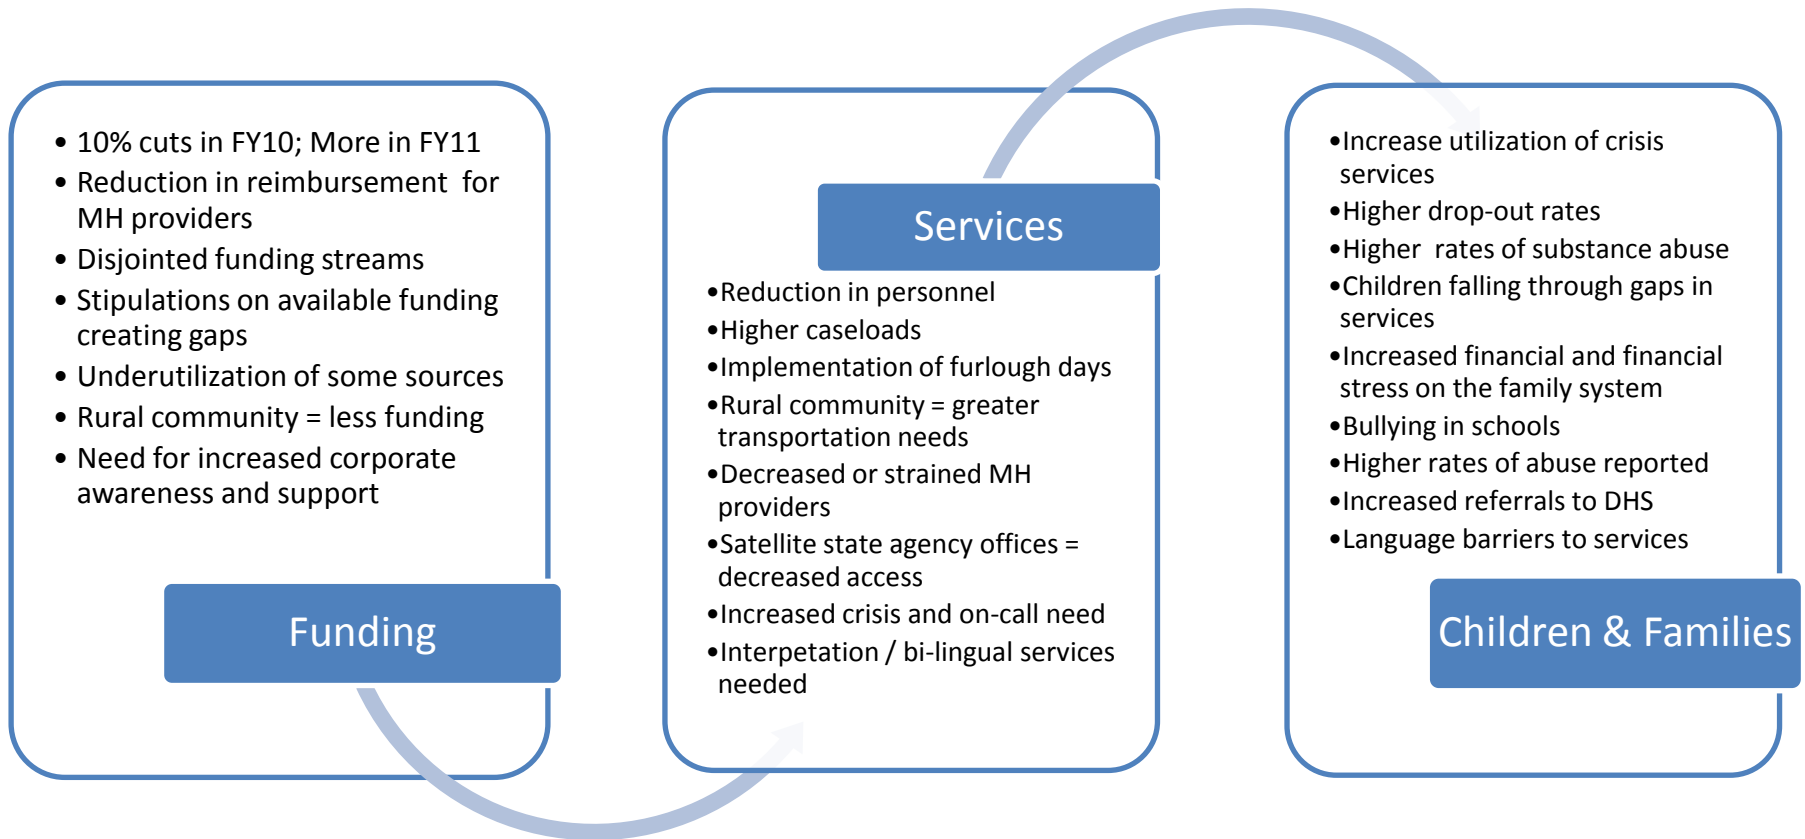 • 10% cuts in FY10; More in FY11
• Reduction in reimbursement for
MH providers
• Disjointed funding streams
• Stipulations on available funding
creating gaps
• Underutilization of some sources
• Rural community = less funding
• Need for increased corporate
awareness and support
Funding
Services
•Reduction in personnel
•Higher caseloads
•Implementation of furlough days
•Rural community = greater
transportation needs
•Decreased or strained MH
providers
•Satellite state agency offices =
decreased access
•Increased crisis and on-call need
•Interpetation / bi-lingual services
needed
•Increase utilization of crisis
services
•Higher drop-out rates
•Higher rates of substance abuse
•Children falling through gaps in
services
•Increased financial and financial
stress on the family system
•Bullying in schools
•Higher rates of abuse reported
•Increased referrals to DHS
•Language barriers to services
Children & Families